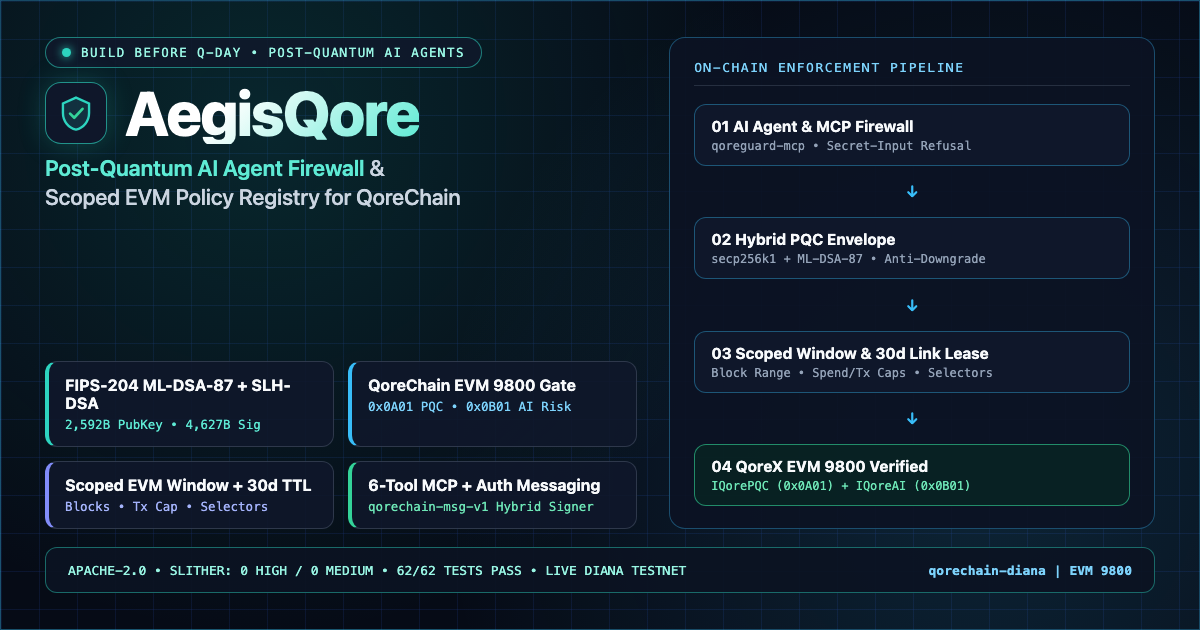 BUILD BEFORE Q-DAY • POST-QUANTUM AI AGENTS
AegisQore
Post-Quantum AI Agent Firewall &
Scoped EVM Policy Registry for QoreChain
FIPS-204 ML-DSA-87 + SLH-
DSA
2,592B PubKey • 4,627B Sig
QoreChain EVM 9800 Gate
0x0A01 PQC • 0x0B01 AI Risk
Scoped EVM Window + 30d TTL
Blocks • Tx Cap • Selectors
6-Tool MCP + Auth Messaging
qorechain-msg-v1 Hybrid Signer
ON-CHAIN ENFORCEMENT PIPELINE
01 AI Agent & MCP Firewall
qoreguard-mcp • Secret-Input Refusal
↓
02 Hybrid PQC Envelope
secp256k1 + ML-DSA-87 • Anti-Downgrade
↓
03 Scoped Window & 30d Link Lease
Block Range • Spend/Tx Caps • Selectors
↓
04 QoreX EVM 9800 Verified
IQorePQC (0x0A01) + IQoreAI (0x0B01)
APACHE-2.0 • SLITHER: 0 HIGH / 0 MEDIUM • 62/62 TESTS PASS • LIVE DIANA TESTNET
qorechain-diana | EVM 9800